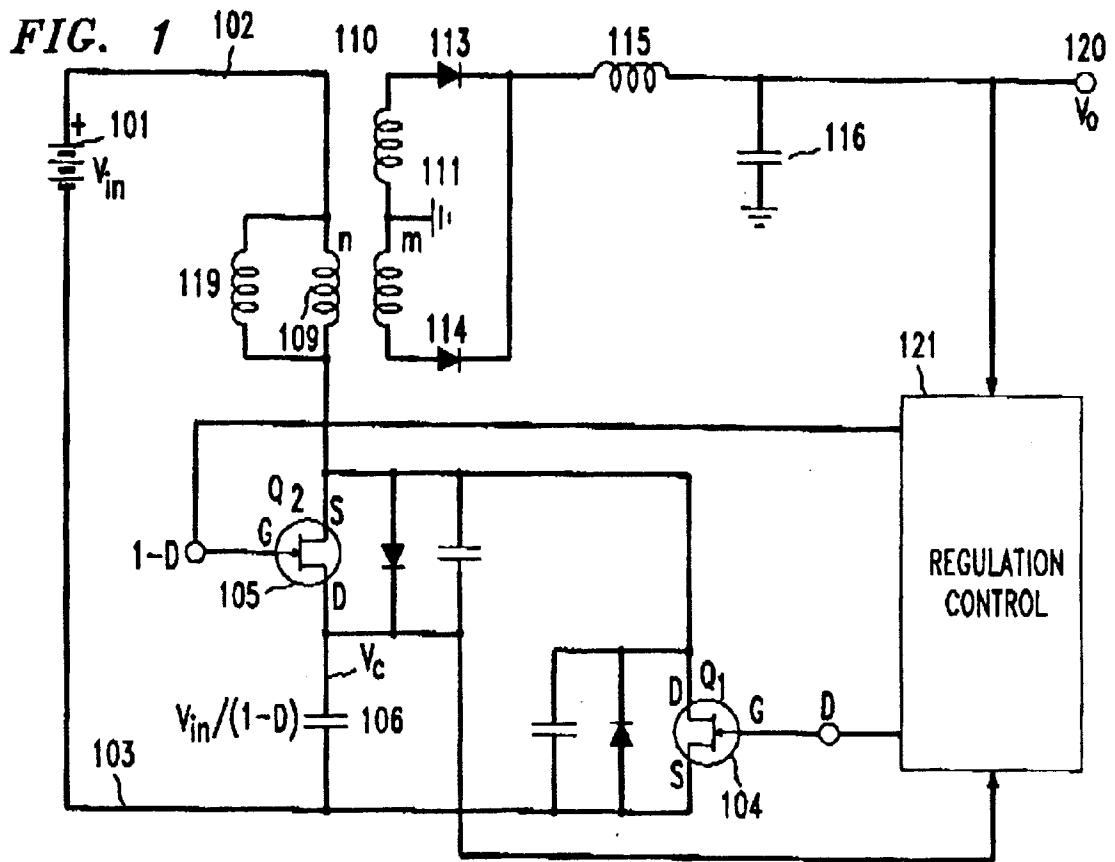 FIG. 1
102
110
113
115
120
V₀
+
101
Vin
116
111
n
m
119
109
114
121
Q2
S
G
1-D
D
105
REGULATION
CONTROL
Vc
Vin/(1-D)
106
D
Q1
G
D
S
104
103